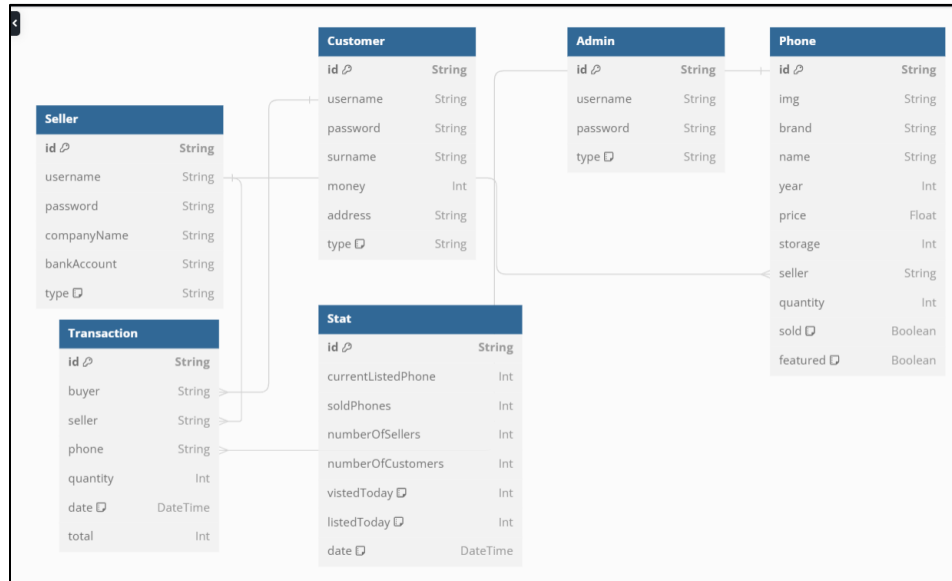 Customer
id String
username String
password String
surname String
money Int
address String
type String
Admin
id String
username String
password String
type String
Phone
id String
img String
brand String
name String
year Int
price Float
storage Int
seller String
quantity Int
sold Boolean
featured Boolean
Seller
id String
username String
password String
companyName String
bankAccount String
type String
Transaction
id String
buyer String
seller String
phone String
quantity Int
date DateTime
total Int
Stat
id String
currentListedPhone Int
soldPhones Int
numberOfSellers Int
numberOfCustomers Int
vistedToday Int
listedToday Int
date DateTime